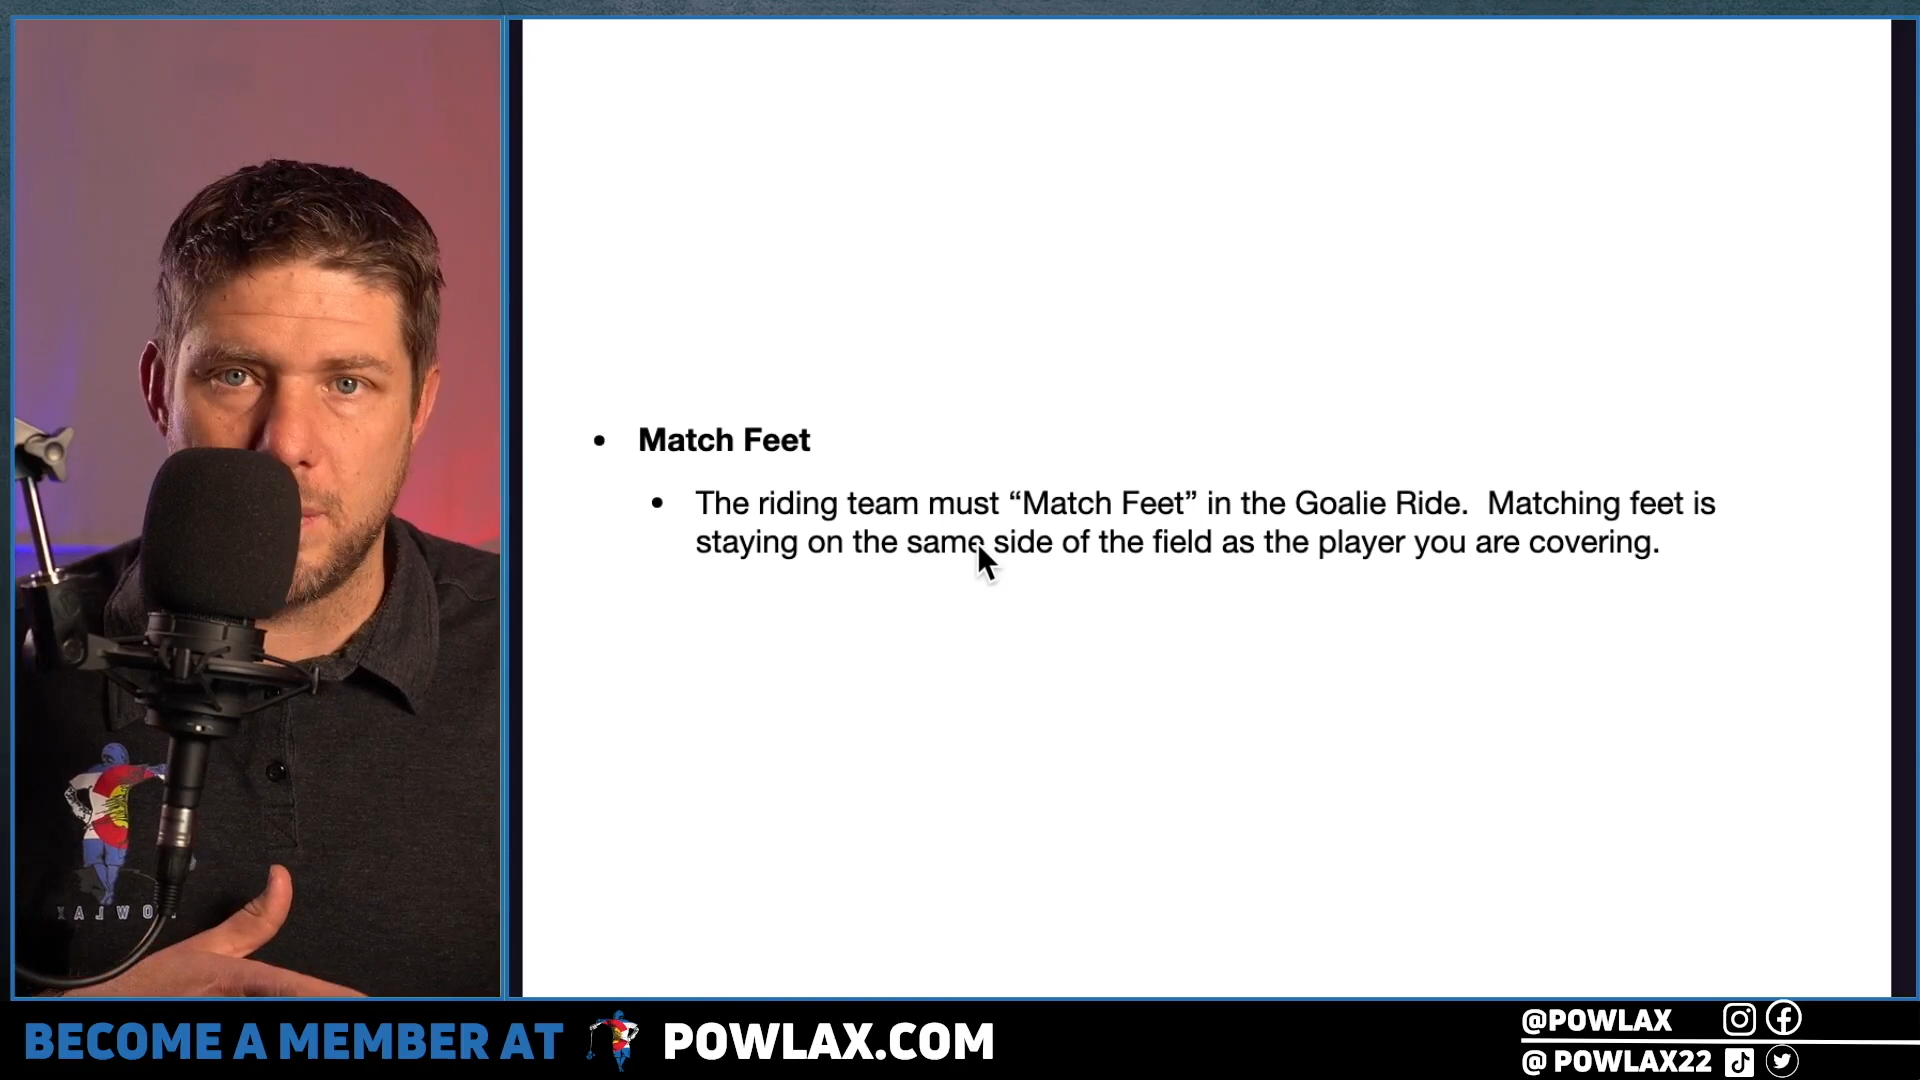 Match Feet
The riding team must “Match Feet” in the Goalie Ride. Matching feet is
staying on the same side of the field as the player you are covering.
POWLAX
BECOME A MEMBER AT POWLAX.COM
@POWLAX
@ POWLAX22